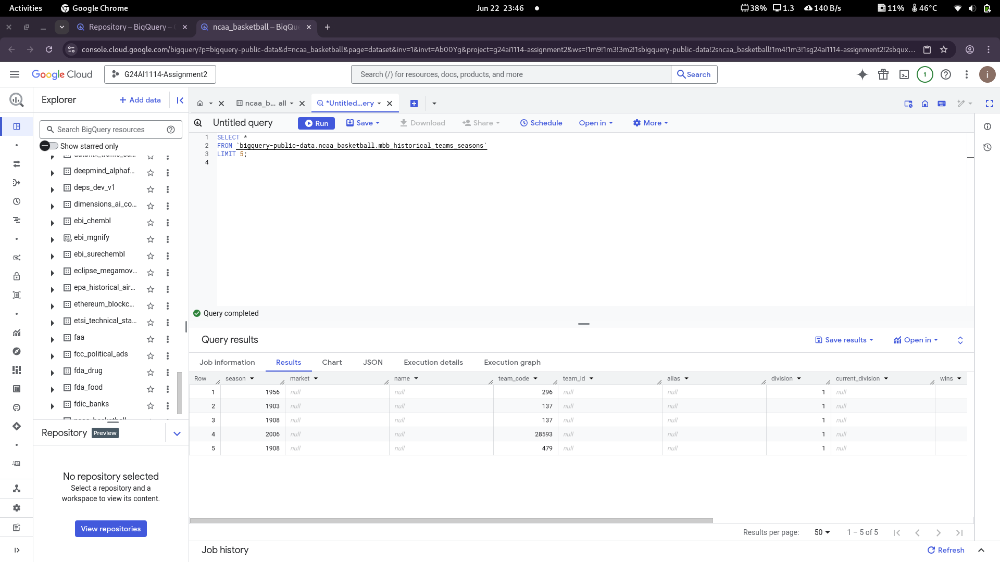 Activities
Google Chrome
Jun 22 23:46
38%
1.3
140 B/s
11%
46°C
Repository – BigQuery –
ncaa_basketball – BigQue
console.cloud.google.com/bigquery?p=bigquery-public-data&d=ncaa_basketball&page=dataset&inv=1&invt=Ab00Yg&project=g24ai1114-assignment2&ws=!1m9!1m3!3m2!1sbigquery-public-data!2sncaa_basketball!1m4!1m3!1sg24ai1114-assignment2!2sbqux...
Google Cloud
G24AI1114-Assignment2
Search (/) for resources, docs, products, and more
Search
1
i
Explorer
Add data
ncaa_b... all
*Untitled...ery
Search BigQuery resources
Show starred only
deepmind_alphaf...
deps_dev_v1
dimensions_ai_co...
ebi_chembl
ebi_mgnify
ebi_surechembl
eclipse_megamov...
epa_historical_air...
ethereum_blockc...
etsi_technical_sta...
faa
fcc_political_ads
fda_drug
fda_food
fdic_banks
ncaa_basketball
Repository Preview
No repository selected
Select a repository and a
workspace to view its content.
View repositories
Untitled query
Run
Save
Download
Share
Schedule
Open in
More
1 SELECT *
2 FROM `bigquery-public-data.ncaa_basketball.mbb_historical_teams_seasons`
3 LIMIT 5;
4
Query completed
Query results
Save results
Open in
Job information Results Chart JSON Execution details Execution graph
Row season market name team_code team_id alias division current_division wins
1 1956 null null 296 null null 1 null
2 1903 null null 137 null null 1 null
3 1908 null null 137 null null 1 null
4 2006 null null 28593 null null 1 null
5 1908 null null 479 null null 1 null
Results per page: 50 1 – 5 of 5
Job history
Refresh